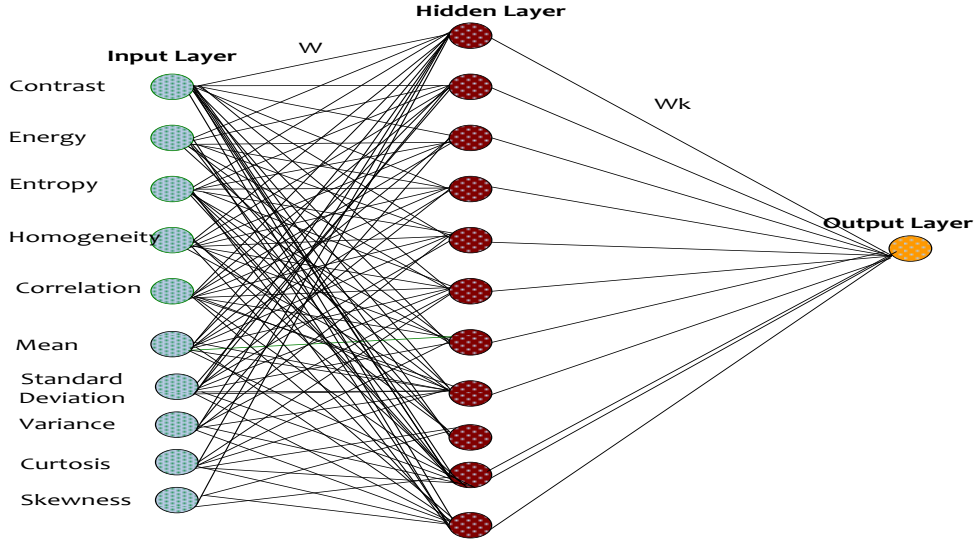 Hidden Layer
Input Layer
W
Contrast
Wk
Energy
Entropy
Output Layer
Homogeneity
Correlation
Mean
Standard
Deviation
Variance
Curtosis
Skewness